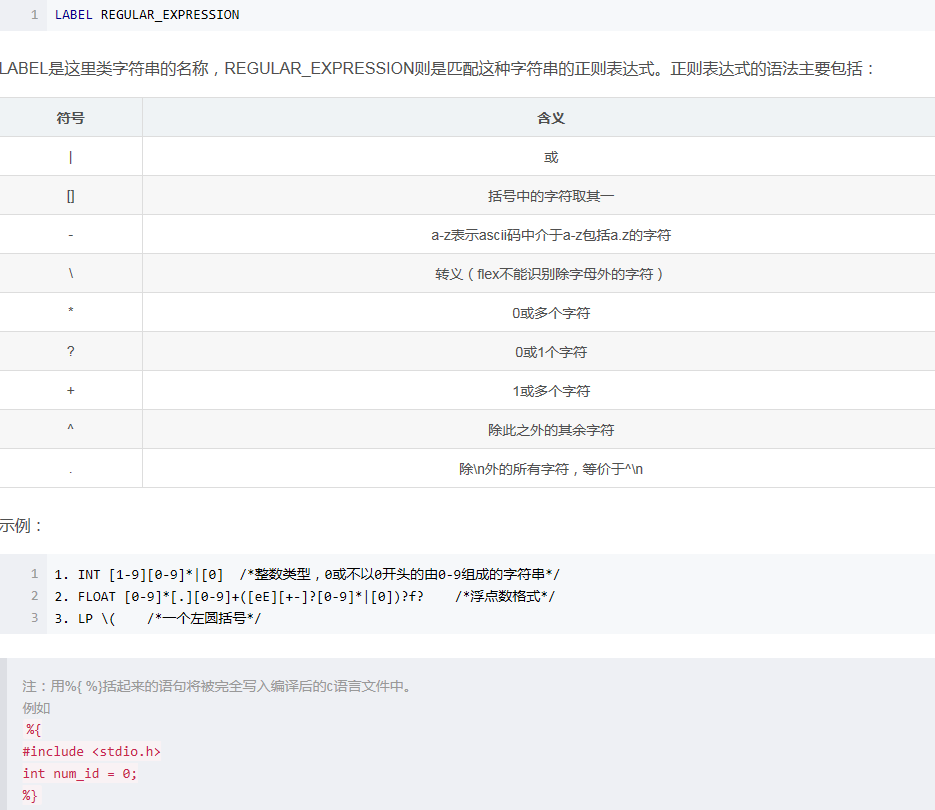 1 LABEL REGULAR_EXPRESSION
LABEL是这里类字符串的名称，REGULAR_EXPRESSION则是匹配这种字符串的正则表达式。正则表达式的语法主要包括：
符号 含义
| 或
[] 括号中的字符取其一
- a-z表示ascii码中介于a-z包括a.z的字符
\ 转义（flex不能识别除字母外的字符）
* 0或多个字符
? 0或1个字符
+ 1或多个字符
^ 除此之外的其余字符
. 除\n外的所有字符，等价于^\n
示例：
1 1. INT [1-9][0-9]*|[0] /*整数类型，0或不以0开头的由0-9组成的字符串*/
2 2. FLOAT [0-9]*[.][0-9]+([eE][+-]?[0-9]*|[0])?f? /*浮点数格式*/
3 3. LP \( /*一个左圆括号*/
注：用%{ %}括起来的语句将被完全写入编译后的c语言文件中。
例如
%{
#include <stdio.h>
int num_id = 0;
%}